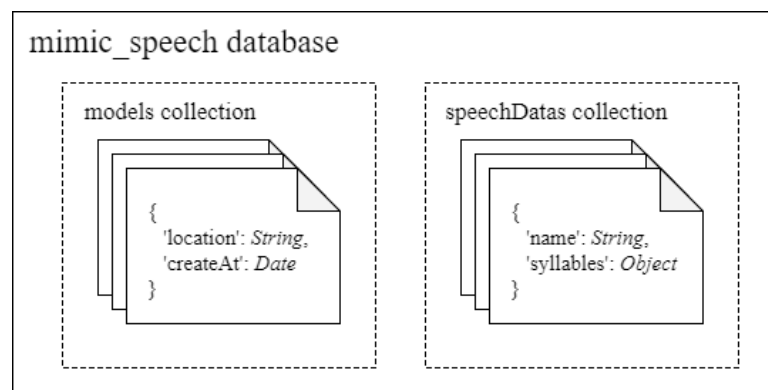 mimic_speech database
models collection
{
'location': String,
'createAt': Date
}
speechDatas collection
{
'name': String,
'syllables': Object
}